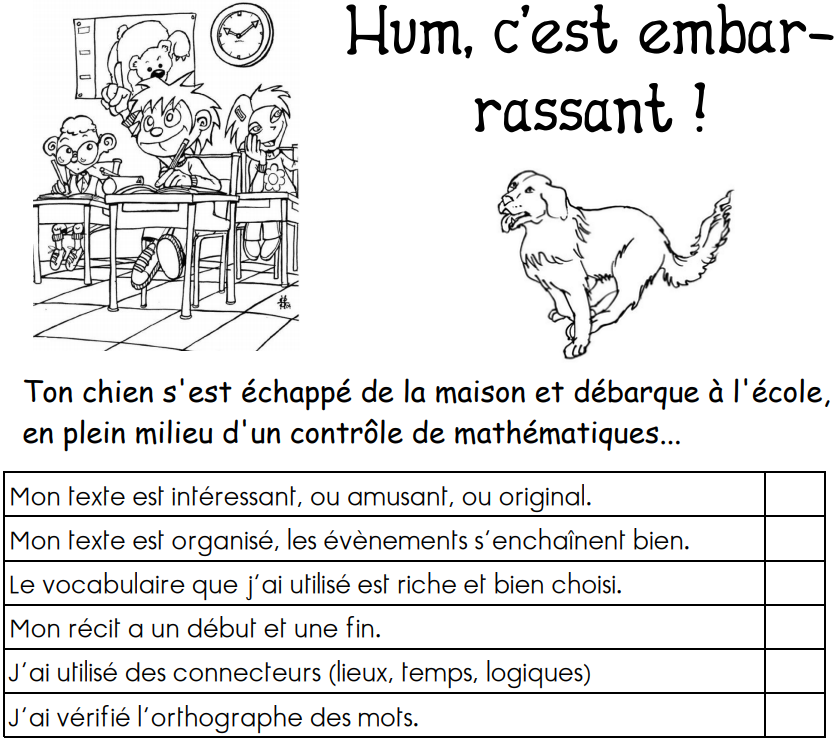 Hum, c'est embar-
rassant !
Ton chien s'est échappé de la maison et débarque à l'école,
en plein milieu d'un contrôle de mathématiques...
Mon texte est intéressant, ou amusant, ou original.
Mon texte est organisé, les évènements s'enchaînent bien.
Le vocabulaire que j'ai utilisé est riche et bien choisi.
Mon récit a un début et une fin.
J'ai utilisé des connecteurs (lieux, temps, logiques)
J'ai vérifié l'orthographe des mots.